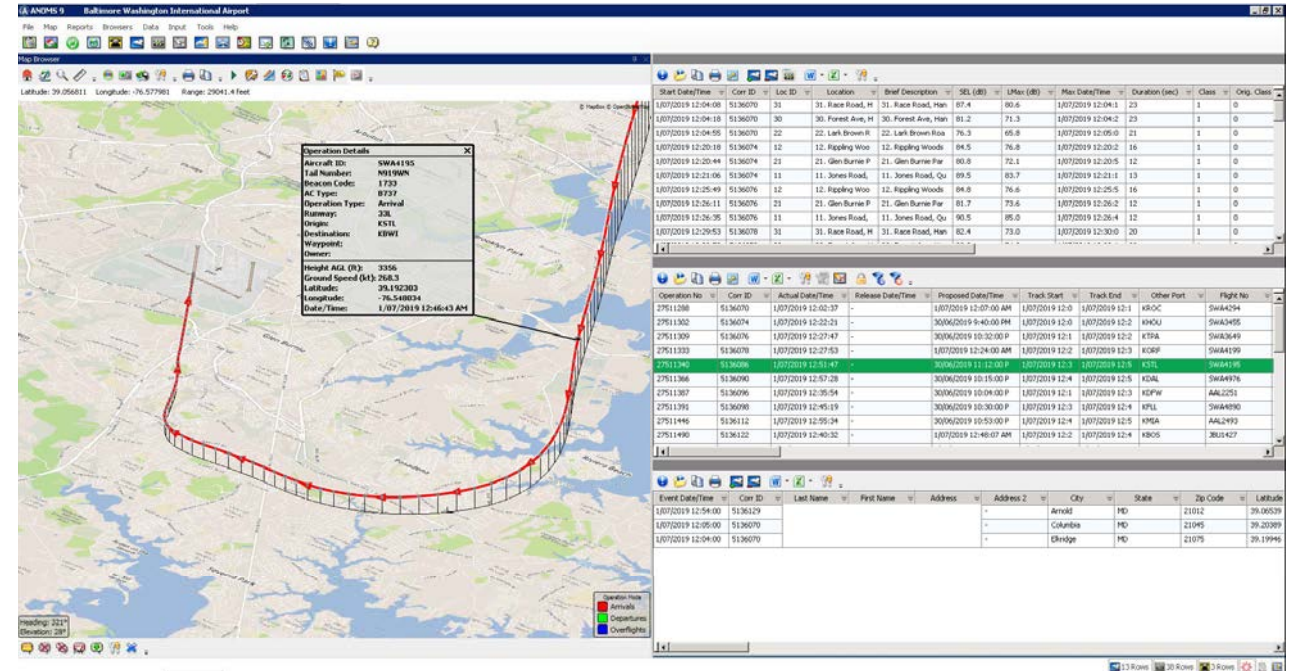 ANOMS 9 Baltimore Washington International Airport
File Map Reports Browsers Data Input Tools Help
Map Browser
Latitude: 39.056811 Longitude: -76.577981 Range: 29041.4 feet
Operation Details X
Aircraft ID: SWA4195
Tail Number: N919WN
Beacon Code: 1733
AC Type: B737
Operation Type: Arrival
Runway: 33L
Origin: KSTL
Destination: KBWI
Waypoint:
Owner:
Height AGL (ft): 3356
Ground Speed (kt): 268.3
Latitude: 39.192303
Longitude: -76.548034
Date/Time: 1/07/2019 12:46:43 AM
Glen Burnie
Pasadena
Riviera Beach
Brooklyn Park
Severna Park
Heading: 321°
Elevation: 28°
Operation Mode
Arrivals
Departures
Overflights
Start Date/Time Corr ID Loc ID Location Brief Description SEL (dB) LMax (dB) Max Date/Time Duration (sec) Class Orig. Class
1/07/2019 12:04:08 5136070 31 31. Race Road, H 31. Race Road, Han 87.4 80.6 1/07/2019 12:04:1 23 1 0
1/07/2019 12:04:18 5136070 30 30. Forest Ave, H 30. Forest Ave, Han 81.2 71.3 1/07/2019 12:04:2 23 1 0
1/07/2019 12:04:55 5136070 22 22. Lark Brown R 22. Lark Brown Roa 76.3 65.8 1/07/2019 12:05:0 21 1 0
1/07/2019 12:20:18 5136074 12 12. Rippling Woo 12. Rippling Woods 84.5 76.8 1/07/2019 12:20:2 16 1 0
1/07/2019 12:20:44 5136074 21 21. Glen Burnie P 21. Glen Burnie Par 80.8 72.1 1/07/2019 12:20:5 12 1 0
1/07/2019 12:21:06 5136074 11 11. Jones Road, 11. Jones Road, Qu 89.5 83.7 1/07/2019 12:21:1 13 1 0
1/07/2019 12:25:49 5136076 12 12. Rippling Woo 12. Rippling Woods 84.8 76.6 1/07/2019 12:25:5 16 1 0
1/07/2019 12:26:11 5136076 21 21. Glen Burnie P 21. Glen Burnie Par 81.7 73.6 1/07/2019 12:26:2 12 1 0
1/07/2019 12:26:35 5136076 11 11. Jones Road, 11. Jones Road, Qu 90.5 85.0 1/07/2019 12:26:4 12 1 0
1/07/2019 12:29:53 5136078 31 31. Race Road, H 31. Race Road, Han 82.4 73.0 1/07/2019 12:30:0 20 1 0
Operation No Corr ID Actual Date/Time Release Date/Time Proposed Date/Time Track Start Track End Other Port Flight No
27511288 5136070 1/07/2019 12:02:37 - 1/07/2019 12:07:00 AM 1/07/2019 12:0 1/07/2019 12:1 KROC SWA4294
27511302 5136074 1/07/2019 12:22:21 - 30/06/2019 9:40:00 PM 1/07/2019 12:0 1/07/2019 12:2 KHOU SWA3455
27511309 5136076 1/07/2019 12:27:47 - 30/06/2019 10:32:00 P 1/07/2019 12:1 1/07/2019 12:2 KTPA SWA3649
27511333 5136078 1/07/2019 12:27:53 - 1/07/2019 12:24:00 AM 1/07/2019 12:2 1/07/2019 12:3 KORF SWA4199
27511340 5136086 1/07/2019 12:51:47 - 30/06/2019 11:12:00 P 1/07/2019 12:3 1/07/2019 12:5 KSTL SWA4195
27511366 5136090 1/07/2019 12:57:28 - 30/06/2019 10:15:00 P 1/07/2019 12:4 1/07/2019 12:5 KDAL SWA4976
27511387 5136096 1/07/2019 12:35:54 - 30/06/2019 10:04:00 P 1/07/2019 12:1 1/07/2019 12:3 KDFW AAL2251
27511391 5136098 1/07/2019 12:45:19 - 30/06/2019 10:30:00 P 1/07/2019 12:3 1/07/2019 12:4 KFLL SWA4890
27511446 5136112 1/07/2019 12:55:34 - 30/06/2019 10:53:00 P 1/07/2019 12:4 1/07/2019 12:5 KMIA AAL2493
27511490 5136122 1/07/2019 12:40:32 - 1/07/2019 12:48:07 AM 1/07/2019 12:2 1/07/2019 12:4 KBOS JBU1427
Event Date/Time Corr ID Last Name First Name Address Address 2 City State Zip Code Latitude
1/07/2019 12:54:00 5136129 - Arnold MD 21012 39.06539
1/07/2019 12:05:00 5136070 - Columbia MD 21045 39.20389
1/07/2019 12:04:00 5136070 - Elkridge MD 21075 39.19946
13 Rows 38 Rows 3 Rows